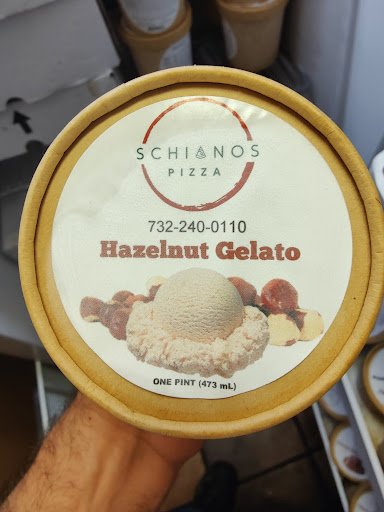 SCHIANOS
PIZZA
732-240-0110
Hazelnut Gelato
ONE PINT (473 mL)